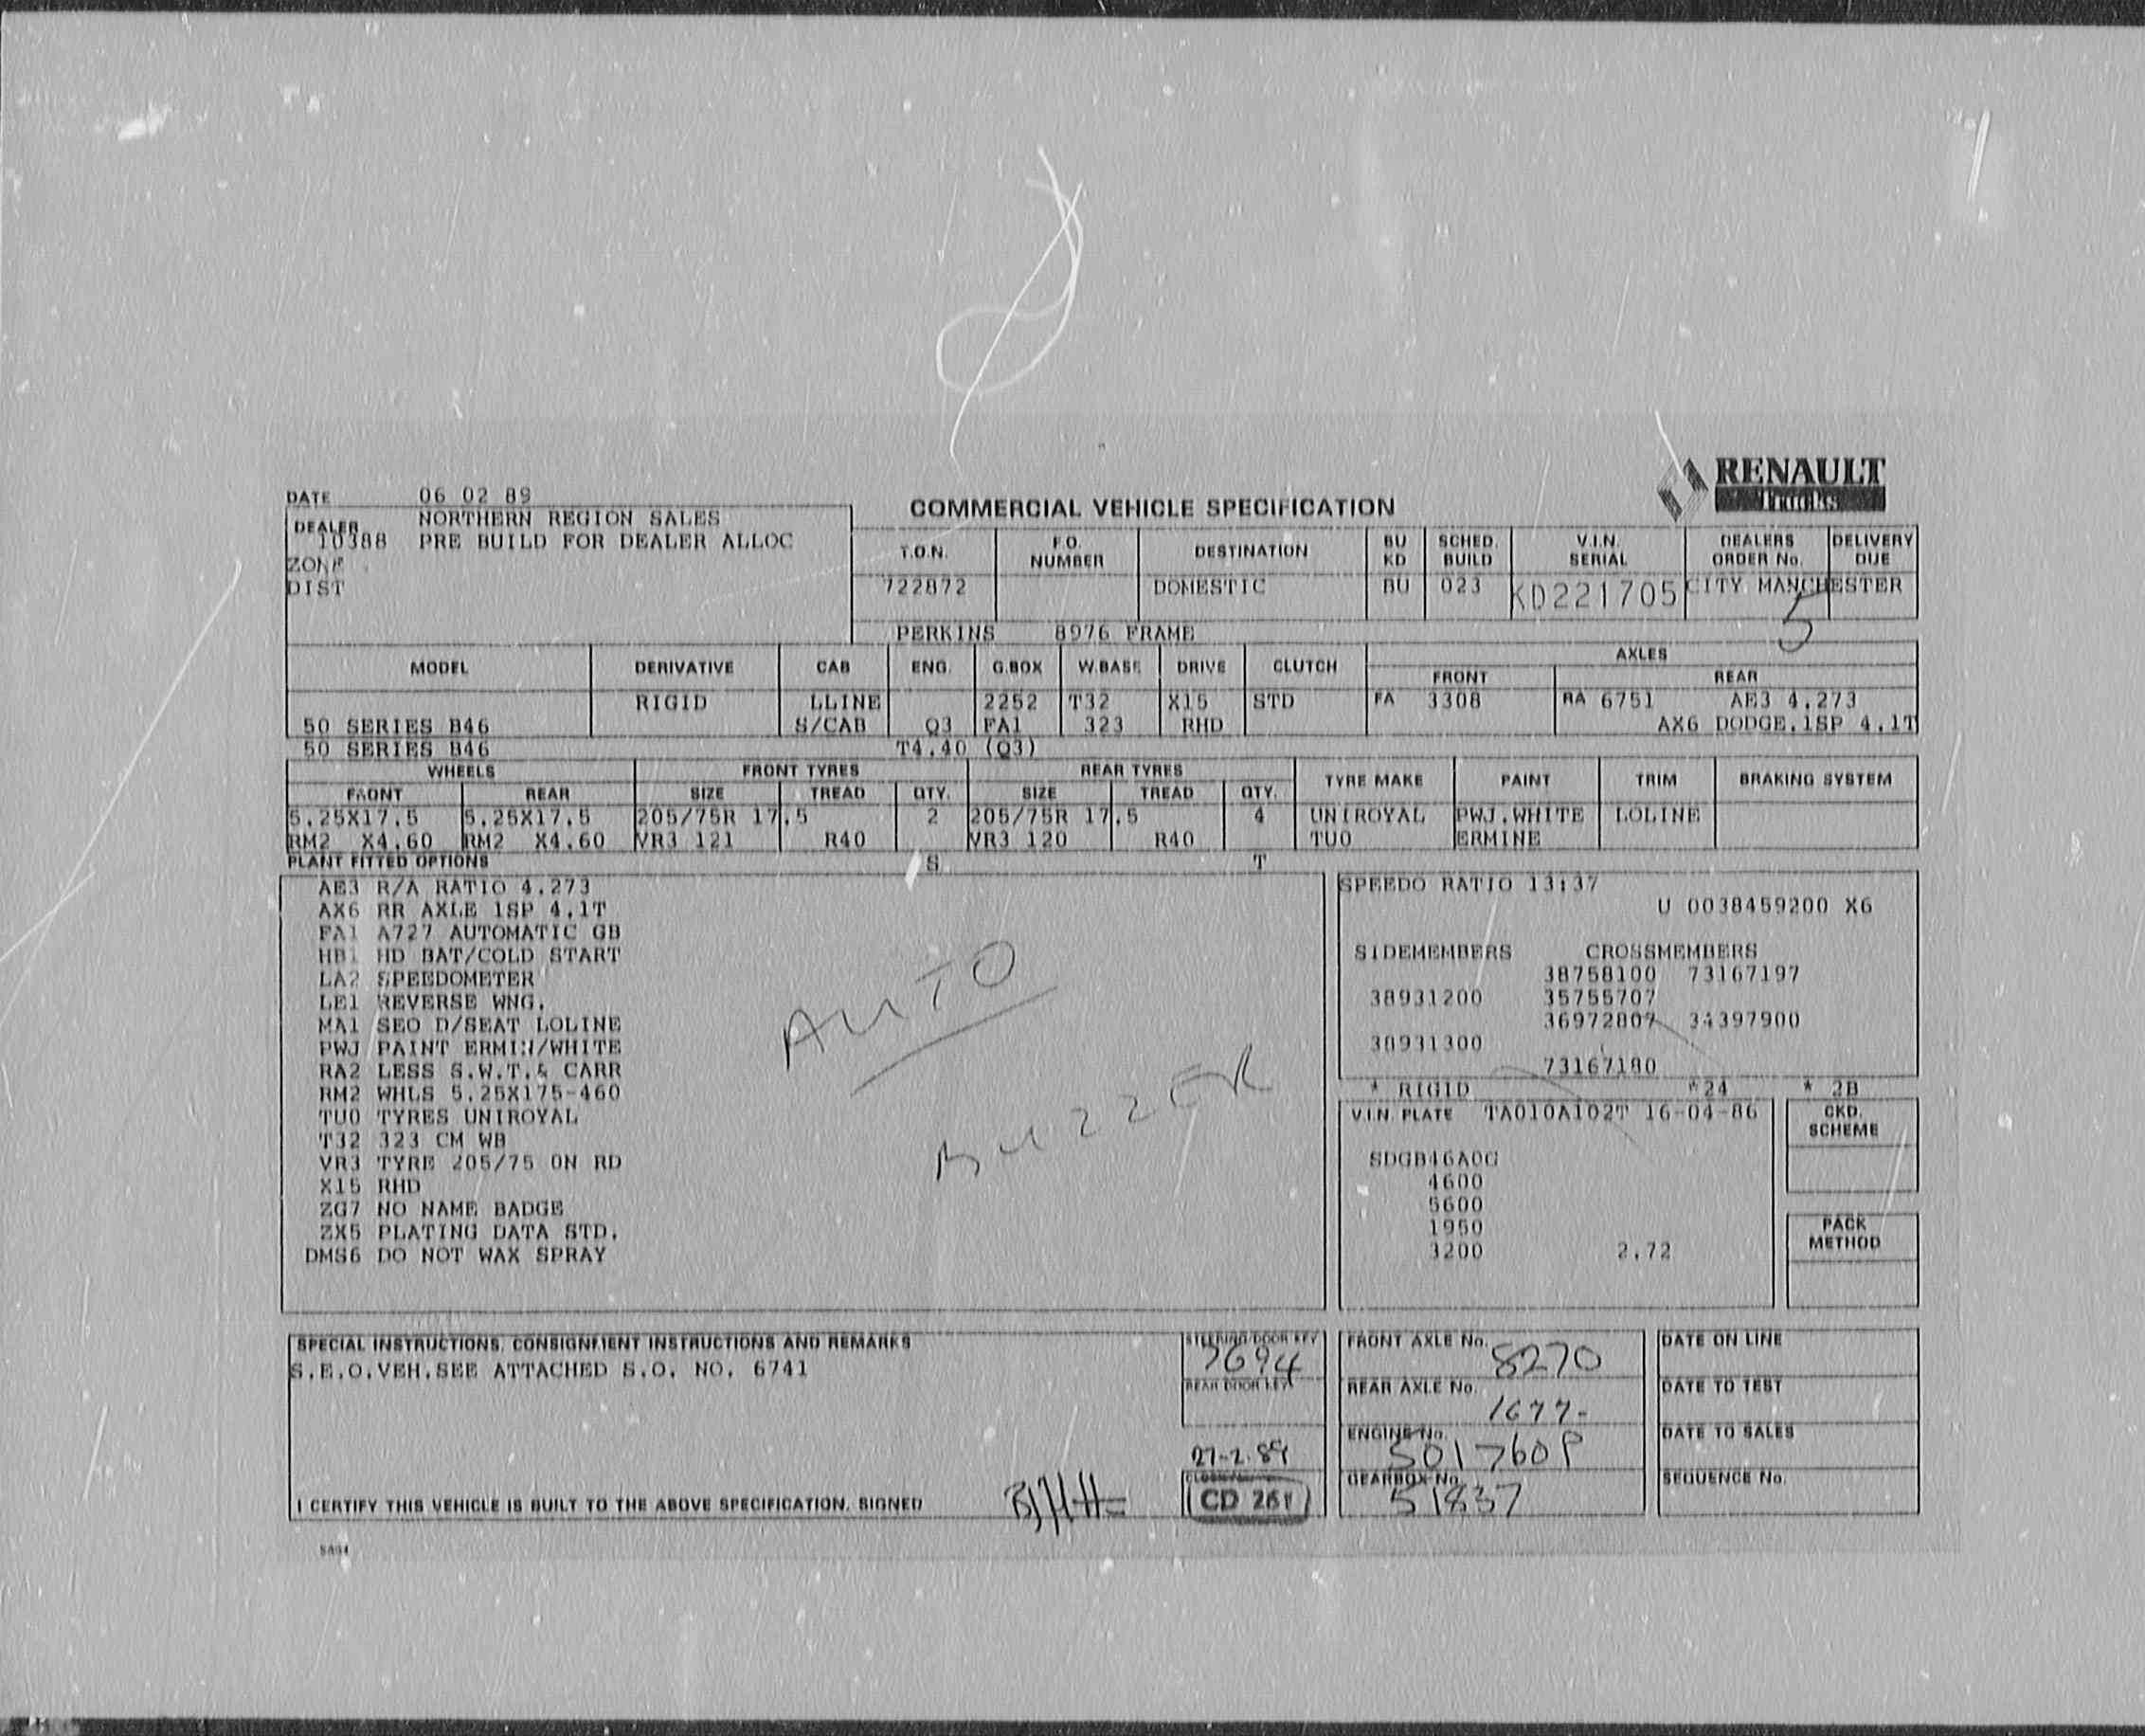 RENAULT
Trucks
DATE 06 02 89
COMMERCIAL VEHICLE SPECIFICATION
DEALER NORTHERN REGION SALES
10388 PRE BUILD FOR DEALER ALLOC
ZONE
DIST
T.O.N. F.O. NUMBER DESTINATION BU KD SCHED. BUILD V.I.N. SERIAL DEALERS ORDER No. DELIVERY DUE
722872 DOMESTIC BU 023 KD221705 CITY MANCHESTER
5
PERKINS 8976 FRAME
MODEL DERIVATIVE CAB ENG. G.BOX W.BASE DRIVE CLUTCH AXLES
FRONT REAR
RIGID LLINE 2252 T32 X15 STD FA 3308 RA 6751 AE3 4.273
50 SERIES B46 S/CAB Q3 FA1 323 RHD AX6 DODGE.1SP 4.1T
50 SERIES B46 T4.40 (Q3)
WHEELS FRONT TYRES REAR TYRES TYRE MAKE PAINT TRIM BRAKING SYSTEM
FRONT REAR SIZE TREAD QTY. SIZE TREAD QTY.
5.25X17.5 5.25X17.5 205/75R 17.5 2 205/75R 17.5 4 UNIROYAL PWJ.WHITE LOLINE
RM2 X4.60 RM2 X4.60 VR3 121 R40 VR3 120 R40 TU0 ERMINE
PLANT FITTED OPTIONS S T
AE3 R/A RATIO 4.273
AX6 RR AXLE 1SP 4.1T
FA1 A727 AUTOMATIC GB
HB1 HD BAT/COLD START
LA2 SPEEDOMETER
LE1 REVERSE WNG.
MA1 SEO D/SEAT LOLINE
PWJ PAINT ERMIN/WHITE
RA2 LESS S.W.T.& CARR
RM2 WHLS 5.25X175-460
TU0 TYRES UNIROYAL
T32 323 CM WB
VR3 TYRE 205/75 ON RD
X15 RHD
ZG7 NO NAME BADGE
ZX5 PLATING DATA STD.
DMS6 DO NOT WAX SPRAY
AUTO
BUZZER
SPEEDO RATIO 13:37
U 0038459200 X6
SIDEMEMBERS CROSSMEMBERS
38758100 73167197
38931200 35755707
36972807 34397900
38931300
73167180
* RIGID *24 * 2B
V.I.N. PLATE TA010A102T 16-04-86
CKD. SCHEME
SDGB46A0G
4600
5600
1950
3200 2.72
PACK METHOD
SPECIAL INSTRUCTIONS, CONSIGNMENT INSTRUCTIONS AND REMARKS
S.E.O.VEH.SEE ATTACHED S.O. NO. 6741
STEERING/DOOR KEY
7694
REAR DOOR KEY
27-2.89
CD 261
I CERTIFY THIS VEHICLE IS BUILT TO THE ABOVE SPECIFICATION. SIGNED
FRONT AXLE No. 8270
REAR AXLE No. 1677-
ENGINE No. 501760P
GEARBOX No. 51837
DATE ON LINE
DATE TO TEST
DATE TO SALES
SEQUENCE No.